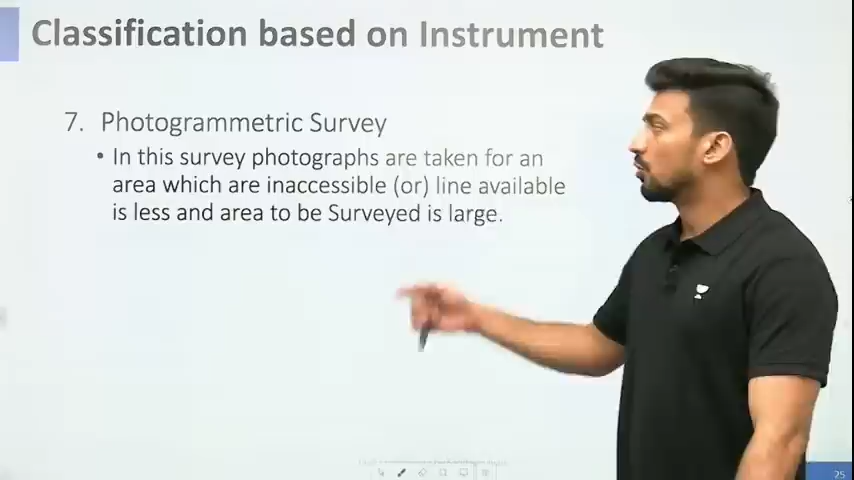 Classification based on Instrument
7. Photogrammetric Survey
• In this survey photographs are taken for an
area which are inaccessible (or) line available
is less and area to be Surveyed is large.
25